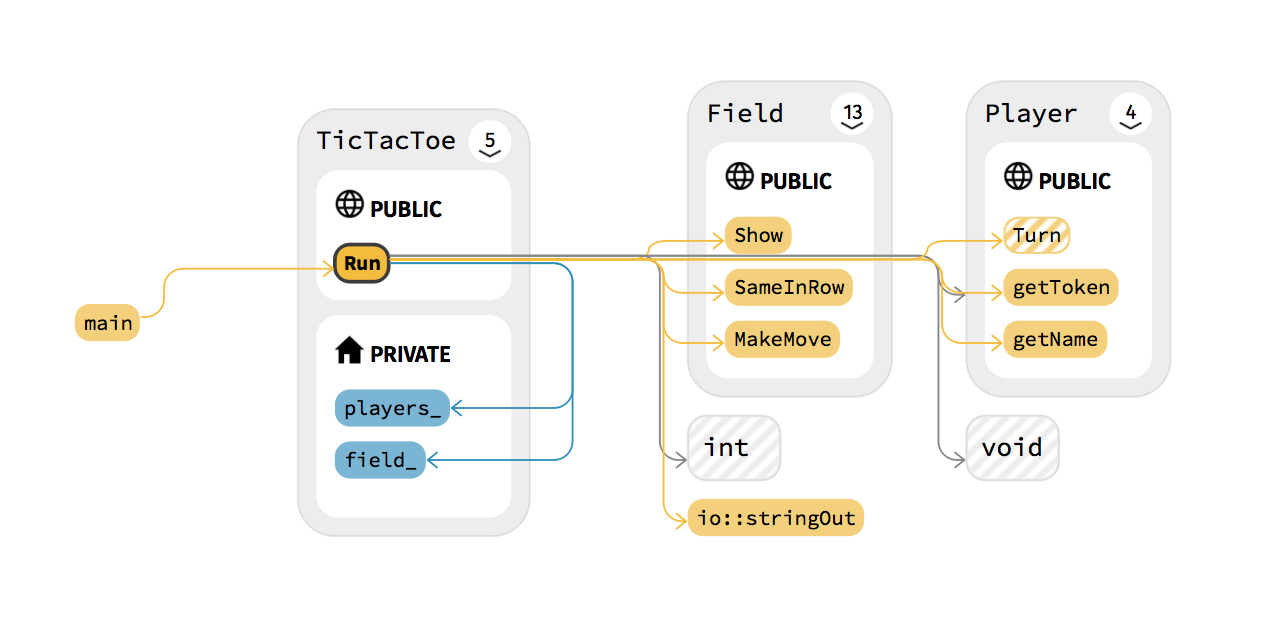 main
TicTacToe
5
PUBLIC
Run
PRIVATE
players_
field_
Field
13
PUBLIC
Show
SameInRow
MakeMove
int
io::stringOut
Player
4
PUBLIC
Turn
getToken
getName
void